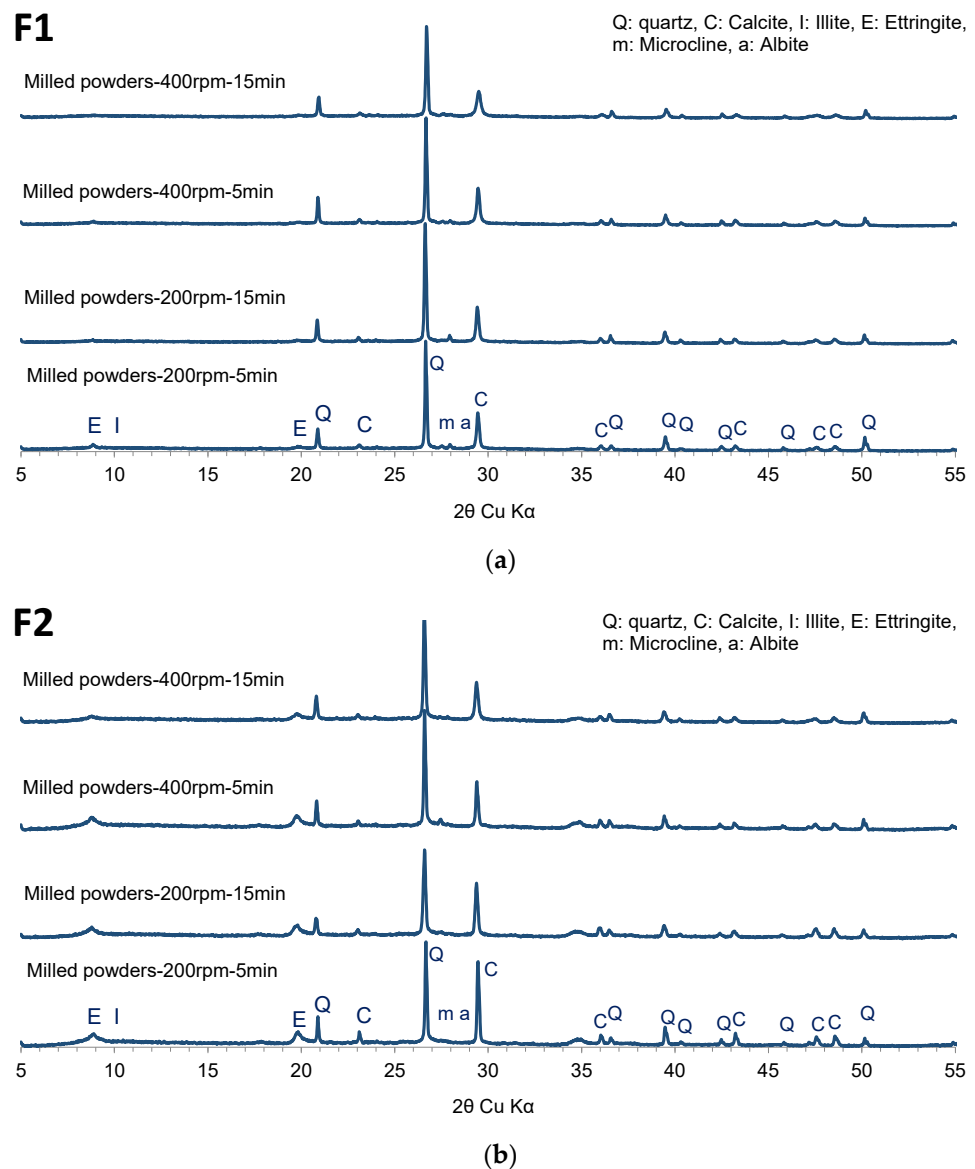 F1
Q: quartz, C: Calcite, I: Illite, E: Ettringite,
m: Microcline, a: Albite
Milled powders-400rpm-15min
Milled powders-400rpm-5min
Milled powders-200rpm-15min
Milled powders-200rpm-5min
E I E Q C Q m a C C Q Q Q Q C Q C C Q
5 10 15 20 25 30 35 40 45 50 55
2θ Cu Kα
(a)
F2
Q: quartz, C: Calcite, I: Illite, E: Ettringite,
m: Microcline, a: Albite
Milled powders-400rpm-15min
Milled powders-400rpm-5min
Milled powders-200rpm-15min
Milled powders-200rpm-5min
E I E Q C Q m a C C Q Q Q Q C Q C C Q
5 10 15 20 25 30 35 40 45 50 55
2θ Cu Kα
(b)